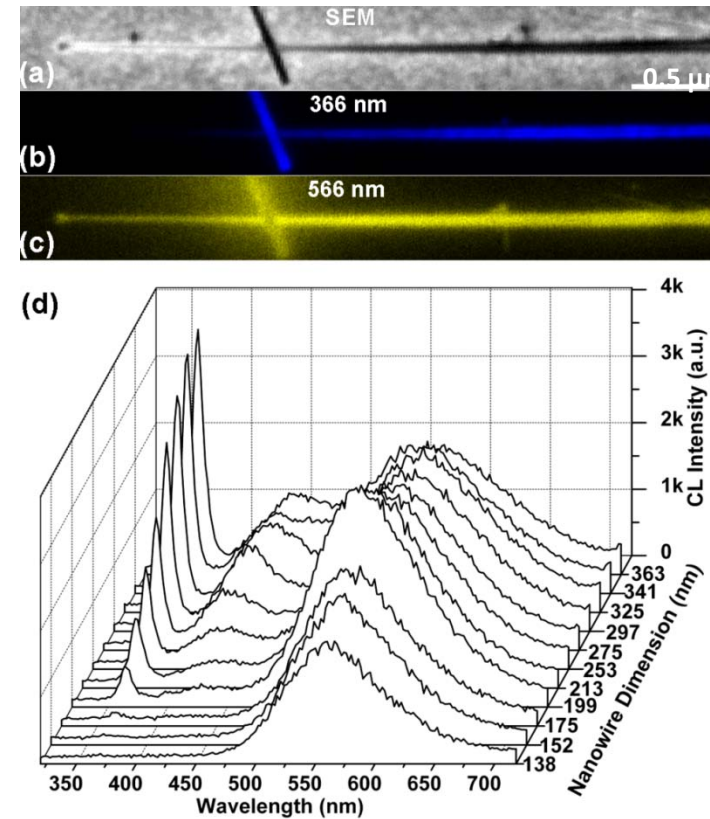 SEM
(a)
0.5 μ
366 nm
(b)
566 nm
(c)
(d)
4k
3k
2k
1k
0
CL Intensity (a.u.)
363
341
325
297
275
253
213
199
175
152
138
Nanowire Dimension (nm)
350 400 450 500 550 600 650 700
Wavelength (nm)